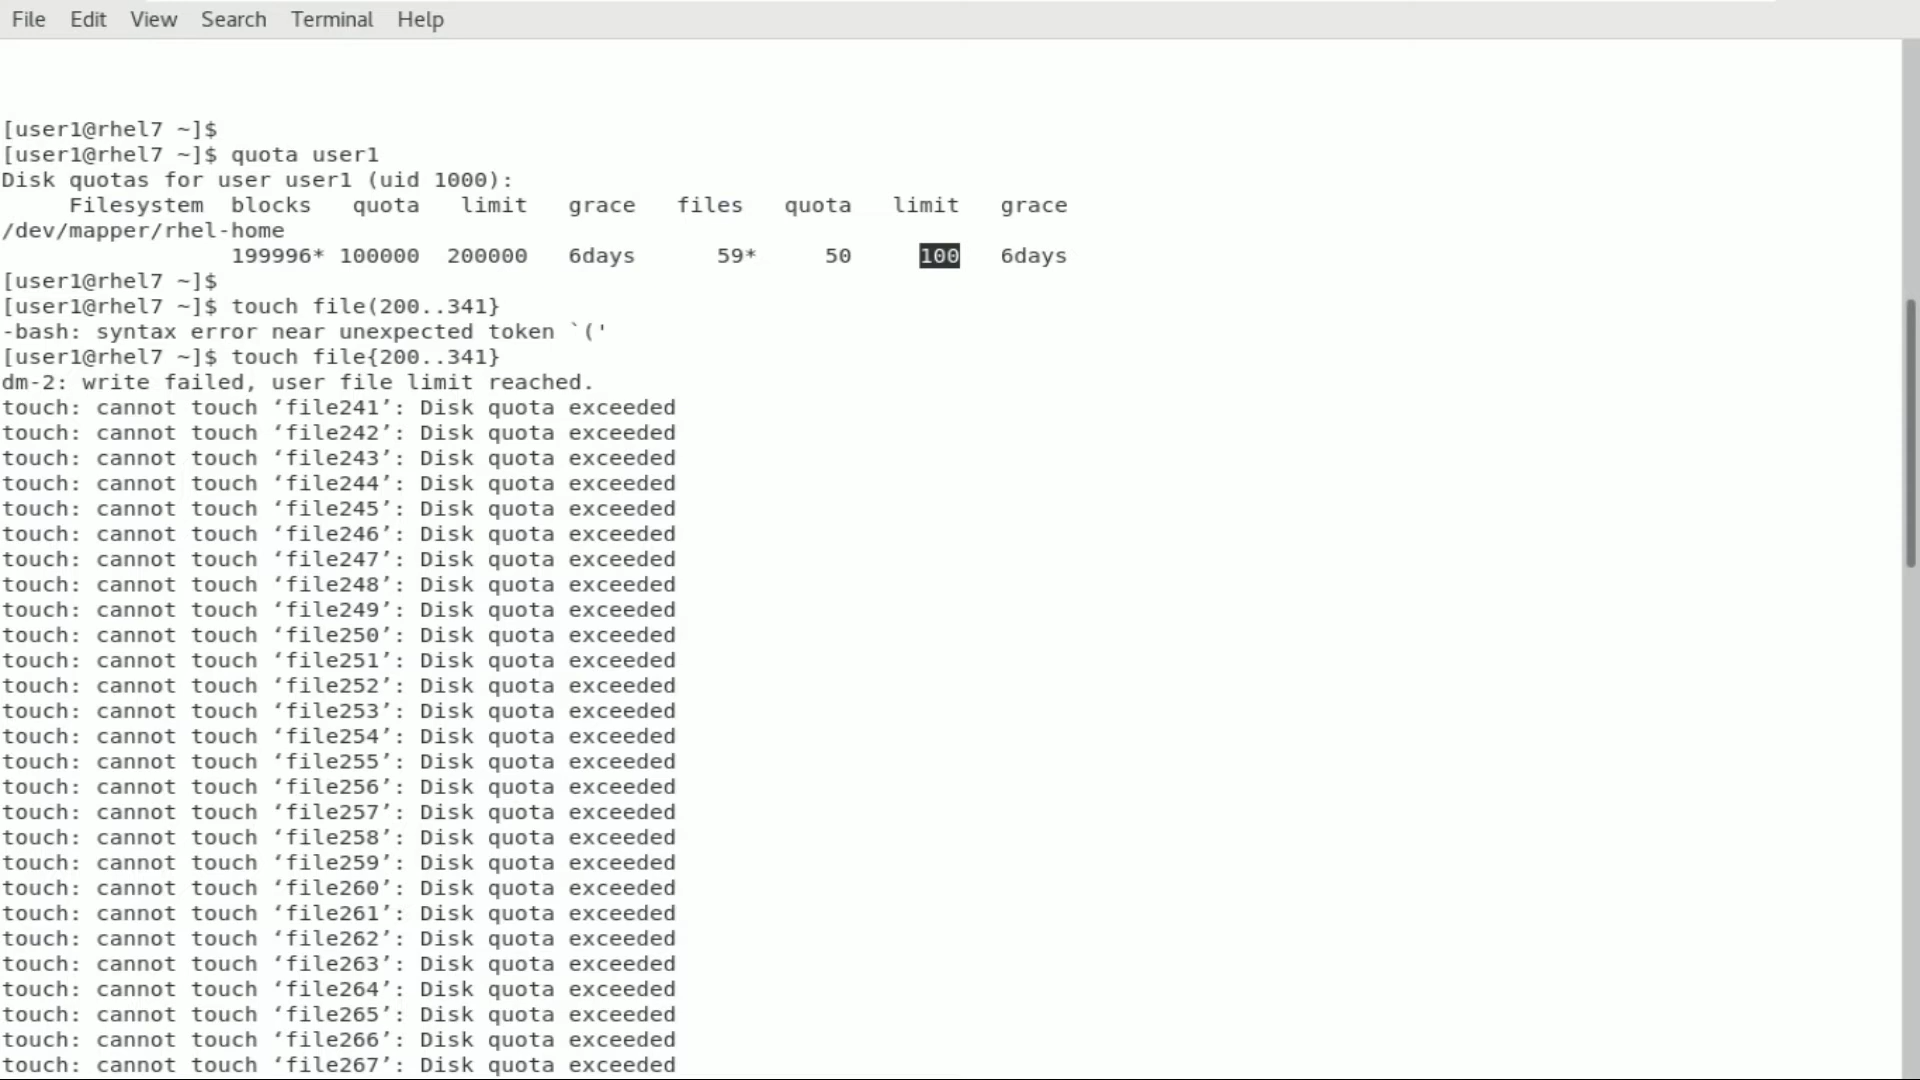 File Edit View Search Terminal Help
[user1@rhel7 ~]$
[user1@rhel7 ~]$ quota user1
Disk quotas for user user1 (uid 1000):
     Filesystem  blocks   quota   limit   grace   files   quota   limit   grace
/dev/mapper/rhel-home
                 199996* 100000  200000   6days      59*     50     100   6days
[user1@rhel7 ~]$
[user1@rhel7 ~]$ touch file(200..341}
-bash: syntax error near unexpected token `('
[user1@rhel7 ~]$ touch file{200..341}
dm-2: write failed, user file limit reached.
touch: cannot touch ‘file241’: Disk quota exceeded
touch: cannot touch ‘file242’: Disk quota exceeded
touch: cannot touch ‘file243’: Disk quota exceeded
touch: cannot touch ‘file244’: Disk quota exceeded
touch: cannot touch ‘file245’: Disk quota exceeded
touch: cannot touch ‘file246’: Disk quota exceeded
touch: cannot touch ‘file247’: Disk quota exceeded
touch: cannot touch ‘file248’: Disk quota exceeded
touch: cannot touch ‘file249’: Disk quota exceeded
touch: cannot touch ‘file250’: Disk quota exceeded
touch: cannot touch ‘file251’: Disk quota exceeded
touch: cannot touch ‘file252’: Disk quota exceeded
touch: cannot touch ‘file253’: Disk quota exceeded
touch: cannot touch ‘file254’: Disk quota exceeded
touch: cannot touch ‘file255’: Disk quota exceeded
touch: cannot touch ‘file256’: Disk quota exceeded
touch: cannot touch ‘file257’: Disk quota exceeded
touch: cannot touch ‘file258’: Disk quota exceeded
touch: cannot touch ‘file259’: Disk quota exceeded
touch: cannot touch ‘file260’: Disk quota exceeded
touch: cannot touch ‘file261’: Disk quota exceeded
touch: cannot touch ‘file262’: Disk quota exceeded
touch: cannot touch ‘file263’: Disk quota exceeded
touch: cannot touch ‘file264’: Disk quota exceeded
touch: cannot touch ‘file265’: Disk quota exceeded
touch: cannot touch ‘file266’: Disk quota exceeded
touch: cannot touch ‘file267’: Disk quota exceeded